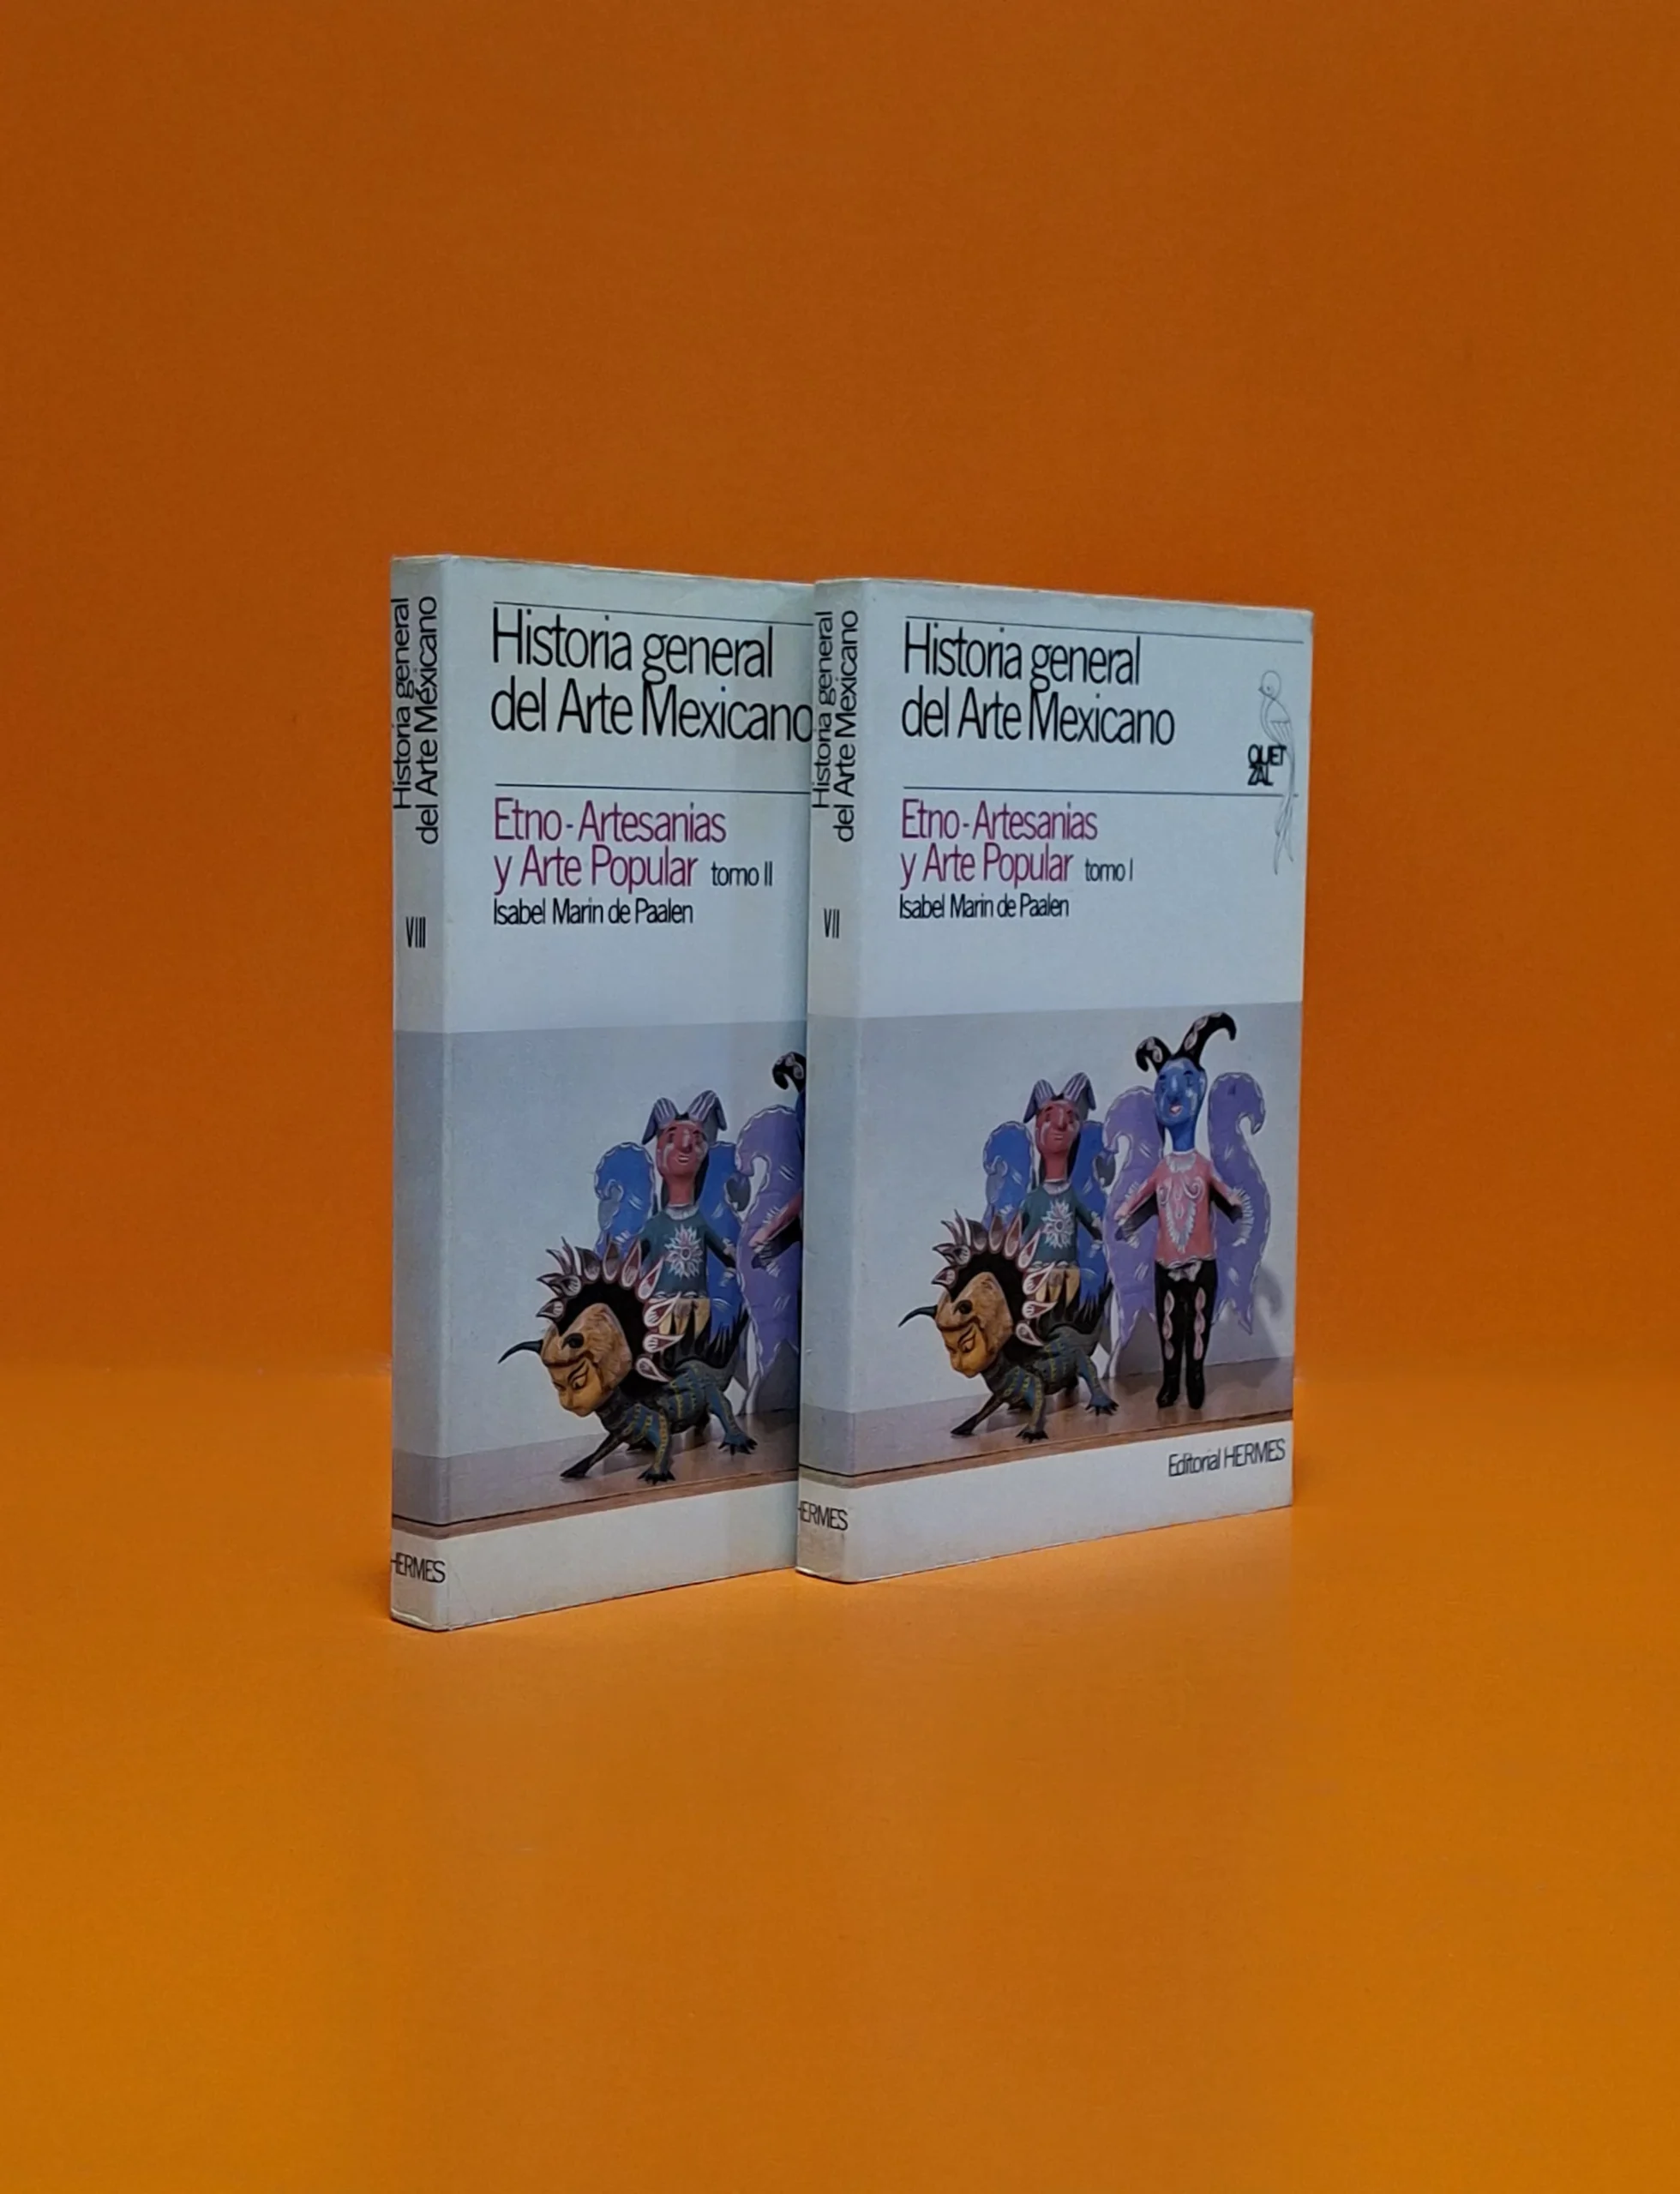 Historia general
del Arte Mexicano
VIII
HERMES
Historia general
del Arte Mexicano
Etno-Artesanias
y Arte Popular tomo II
Isabel Marin de Paalen
Historia general
del Arte Mexicano
VII
HERMES
Historia general
del Arte Mexicano
QUET
ZAL
Etno-Artesanias
y Arte Popular tomo I
Isabel Marin de Paalen
Editorial HERMES